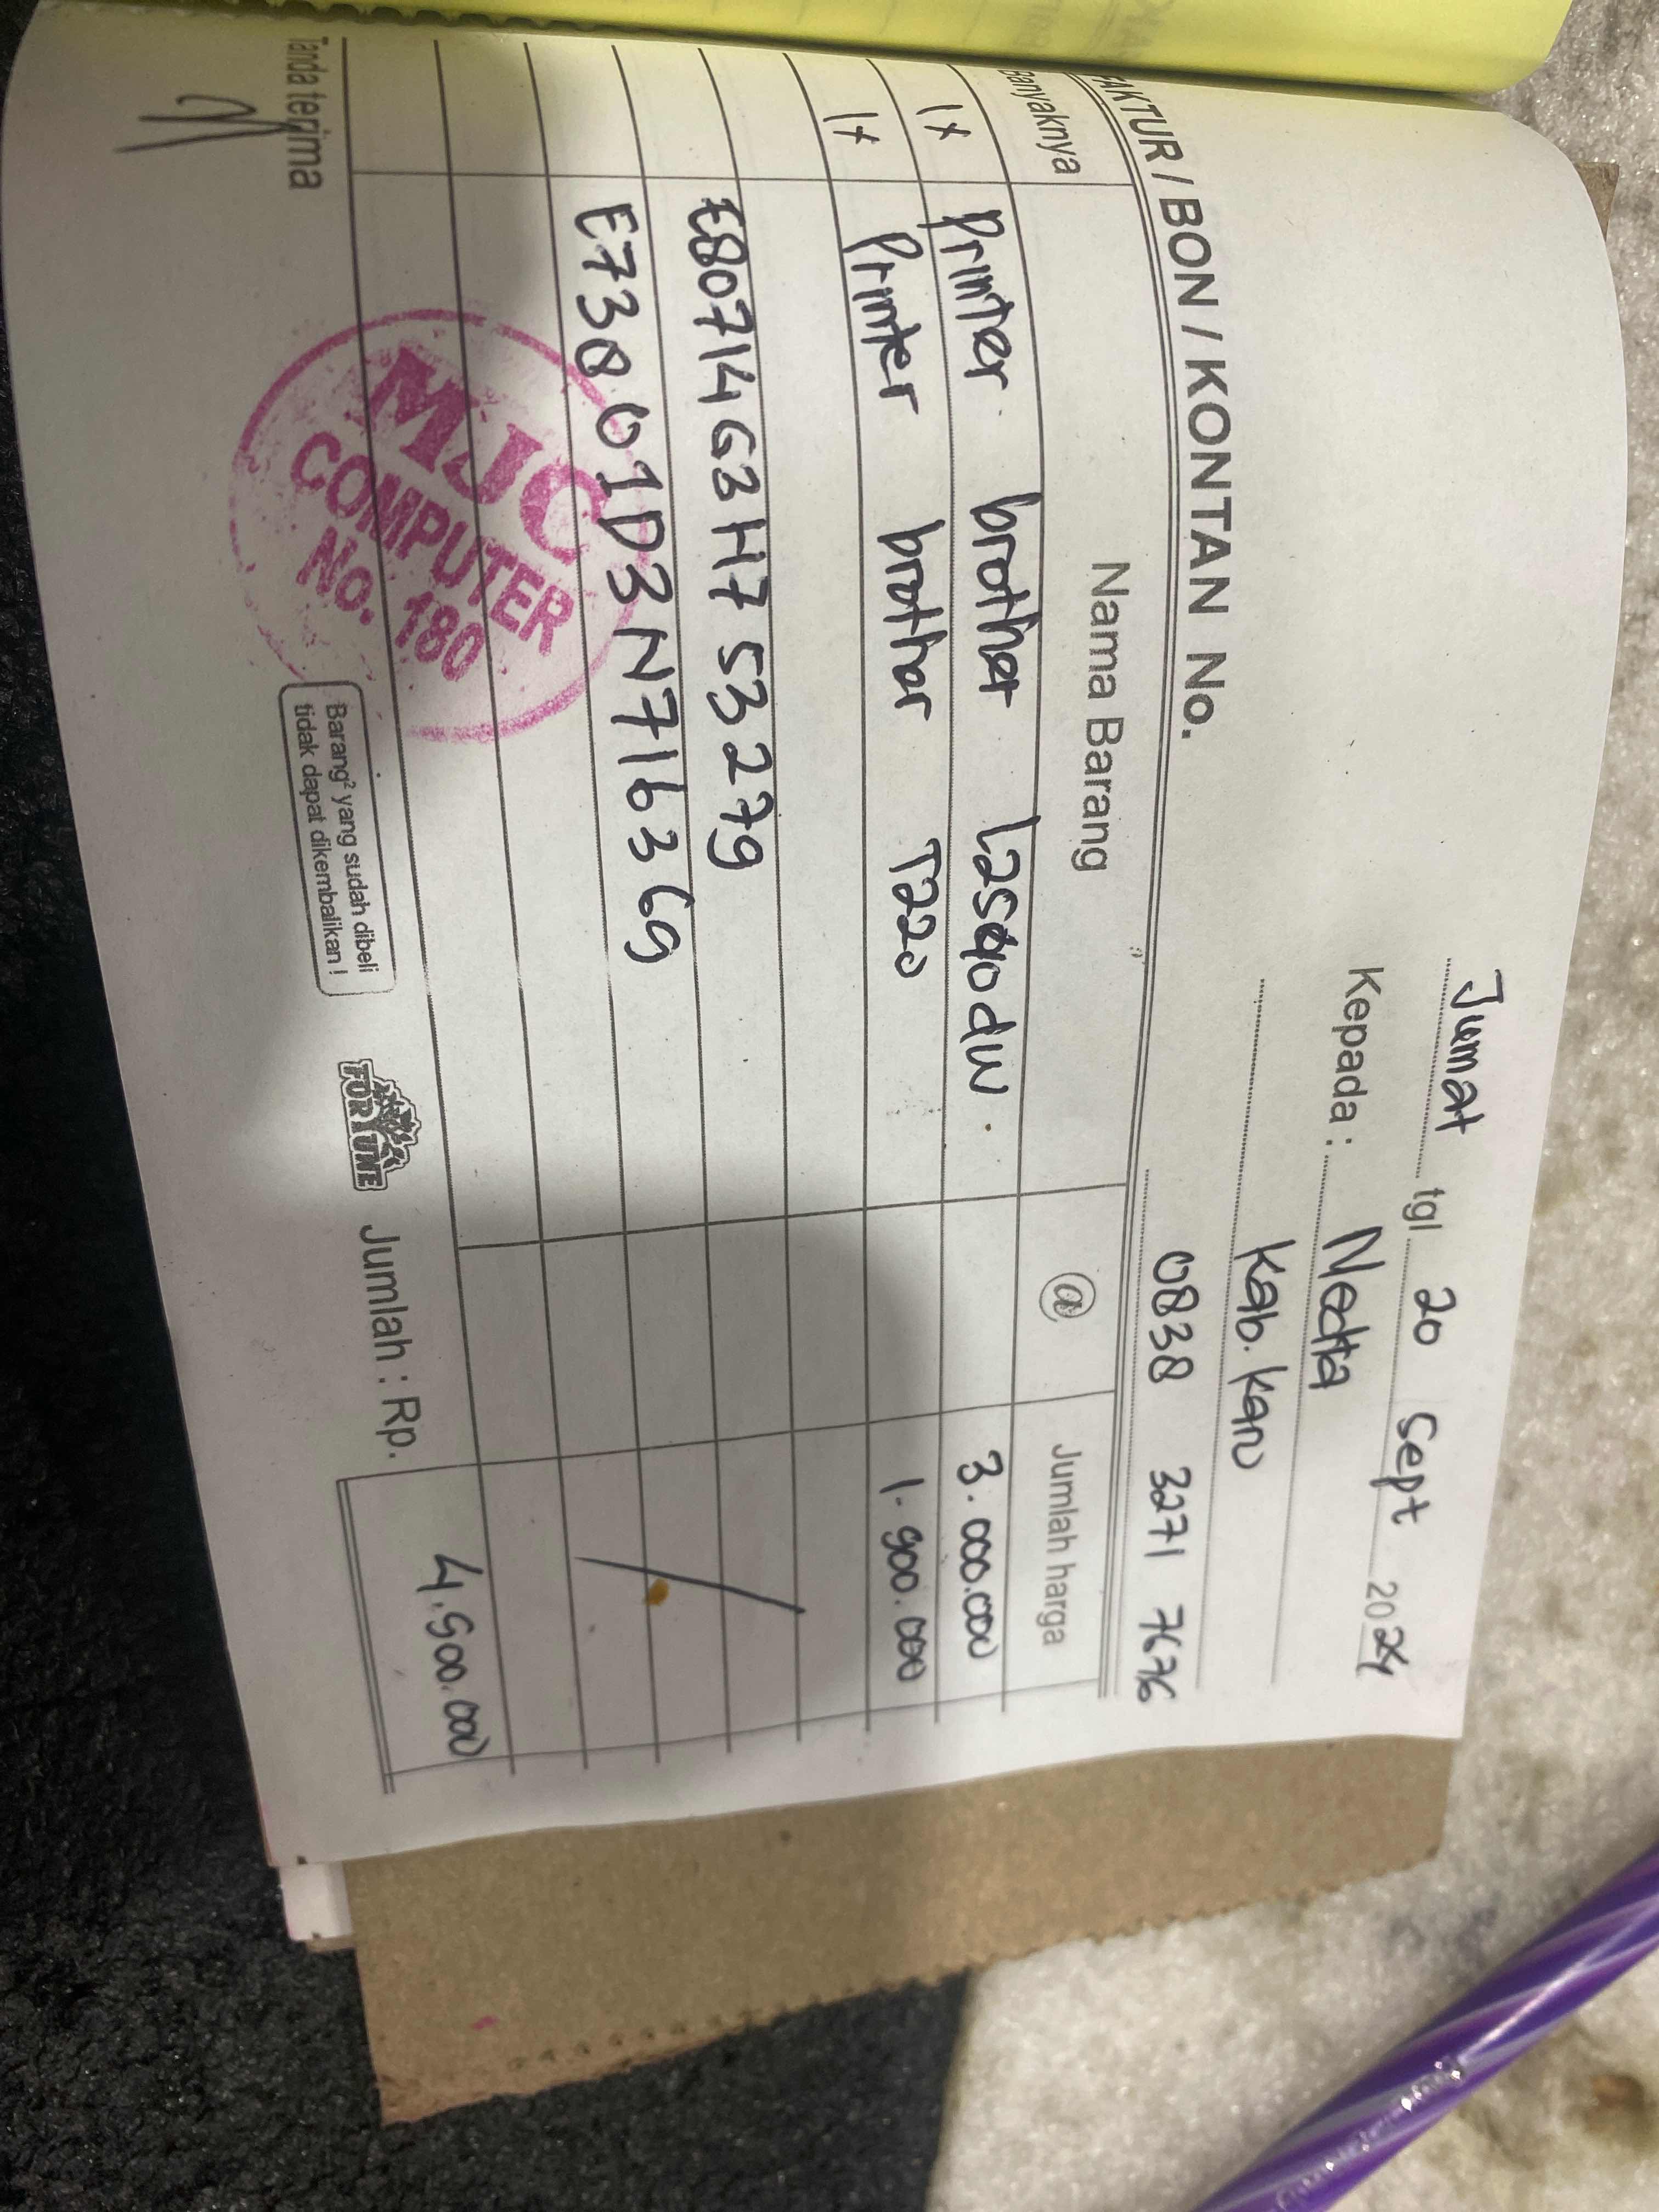 Jumat tgl 20 Sept 2024
Kepada : Nedta
Kab. Karo
0838 3271 7676
FAKTUR / BON / KONTAN No.
Banyaknya Nama Barang @ Jumlah harga
1x Printer brother L2540dw 3.000.000
1x Printer brother T220 1.900.000
E80714G3H753279
E73801D3N716369
MJC
COMPUTER
No. 180
Tanda terima
Barang² yang sudah dibeli
tidak dapat dikembalikan !
FORTUNE
Jumlah : Rp. 4.900.000